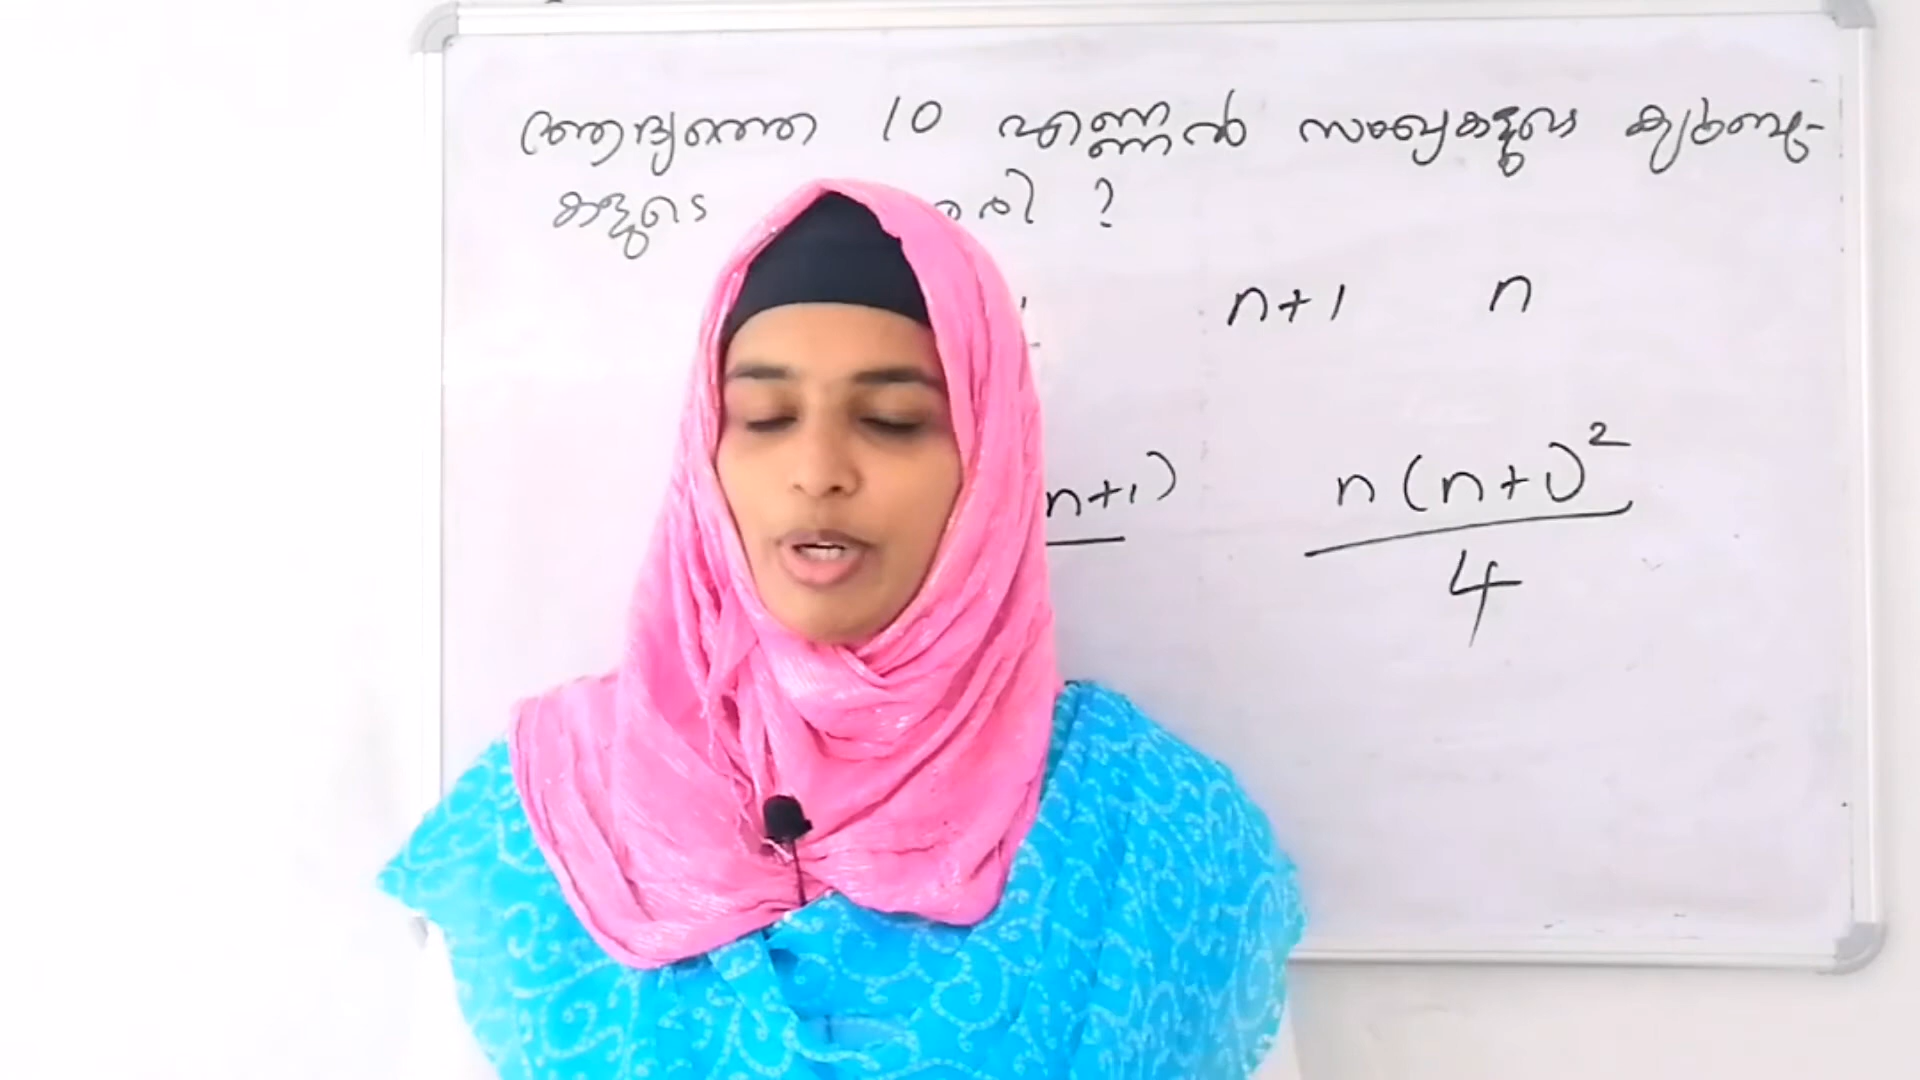 ആദ്യത്തെ 10 എണ്ണൽ സംഖ്യകളുടെ ക്യൂബു-
കളുടെ ?
n+1 n
n+1)
n(n+1)²
4